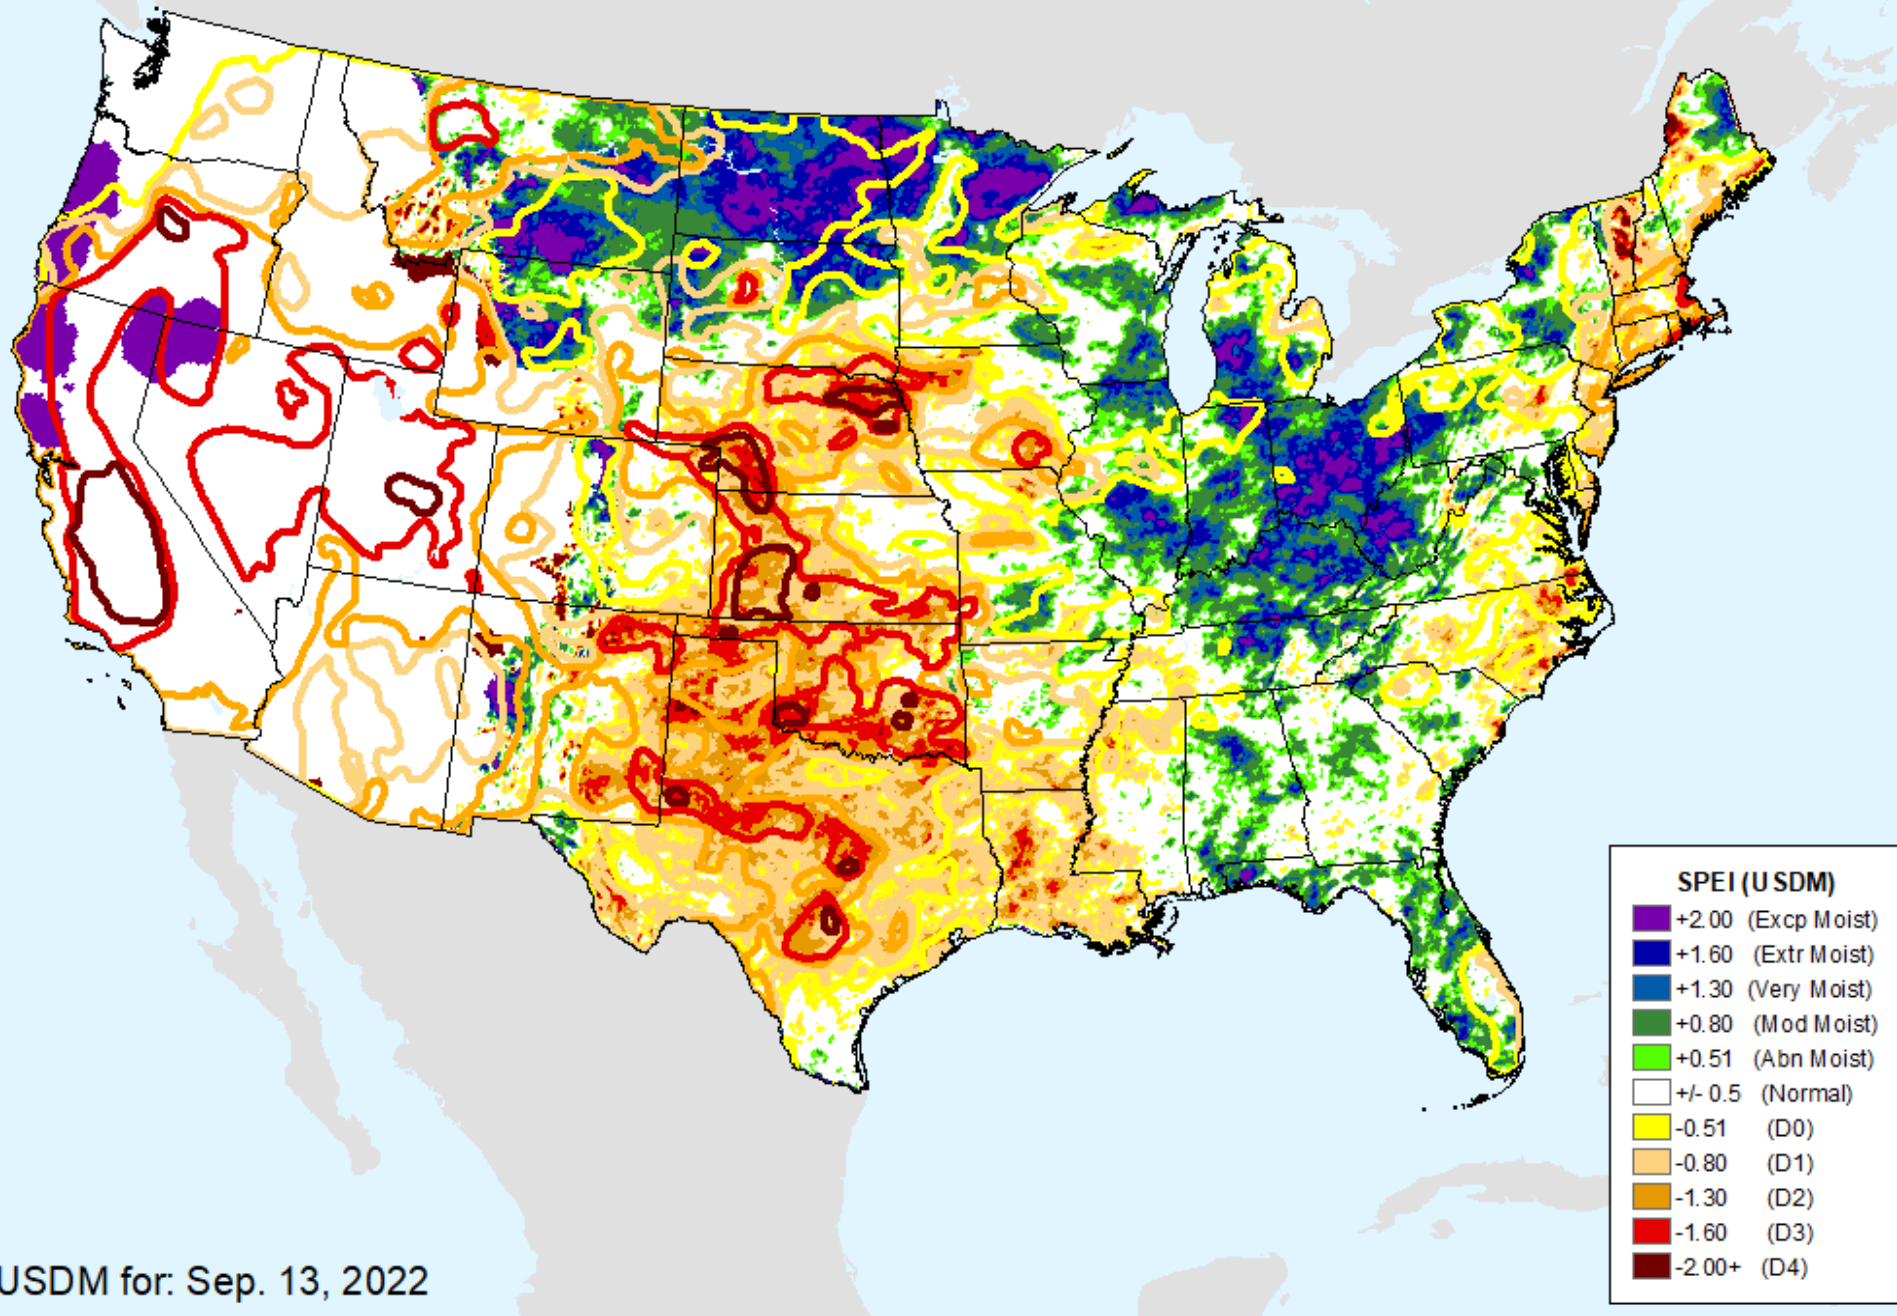 SPEI (USDM)
+2.00 (Excp Moist)
+1.60 (Extr Moist)
+1.30 (Very Moist)
+0.80 (Mod Moist)
+0.51 (Abn Moist)
+/- 0.5 (Normal)
-0.51 (D0)
-0.80 (D1)
-1.30 (D2)
-1.60 (D3)
-2.00+ (D4)
USDM for: Sep. 13, 2022